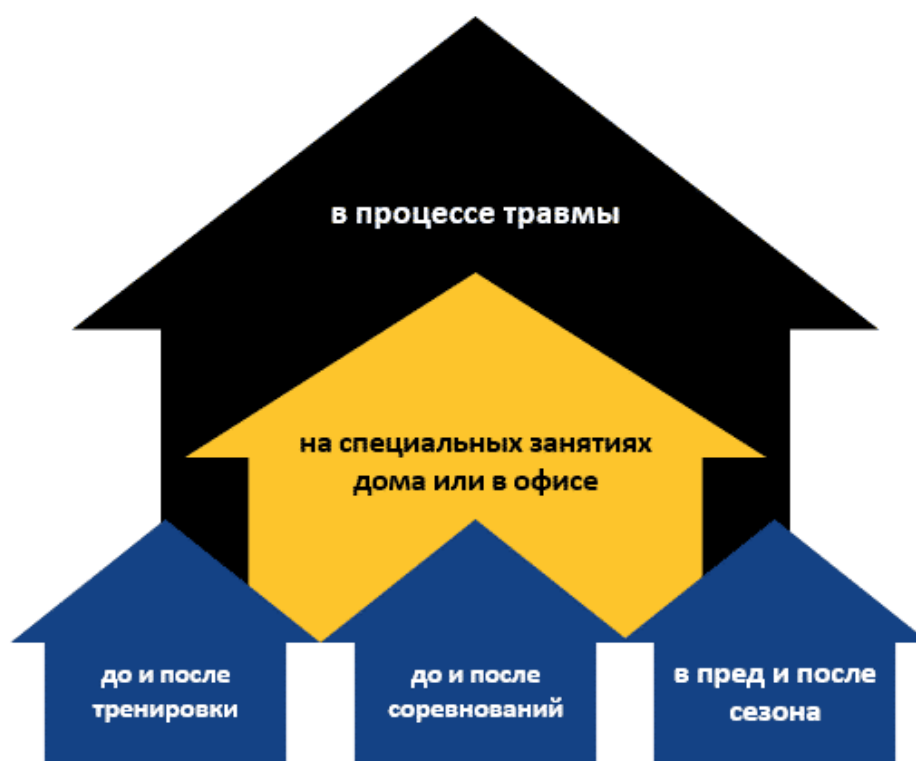 в процессе травмы
на специальных занятиях
дома или в офисе
до и после
тренировки
до и после
соревнований
в пред и после
сезона